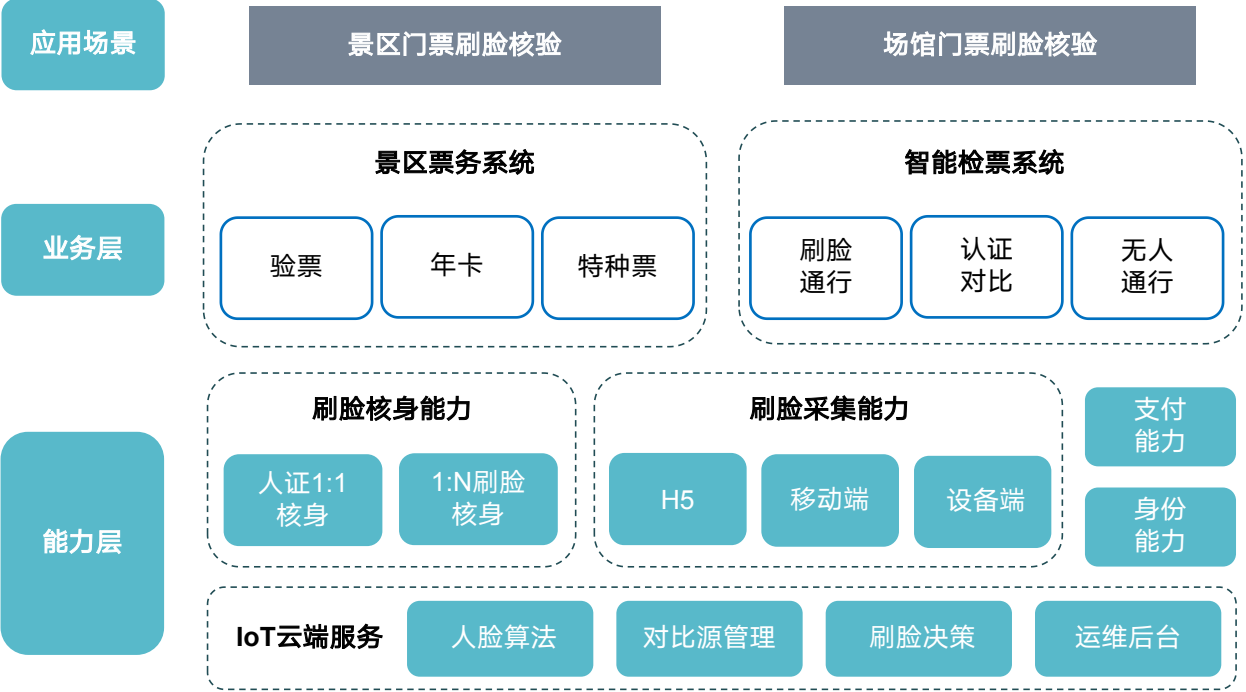 应用场景
景区门票刷脸核验
场馆门票刷脸核验
业务层
景区票务系统
验票
年卡
特种票
智能检票系统
刷脸
通行
认证
对比
无人
通行
能力层
刷脸核身能力
人证1:1
核身
1:N刷脸
核身
刷脸采集能力
H5
移动端
设备端
支付
能力
身份
能力
IoT云端服务
人脸算法
对比源管理
刷脸决策
运维后台